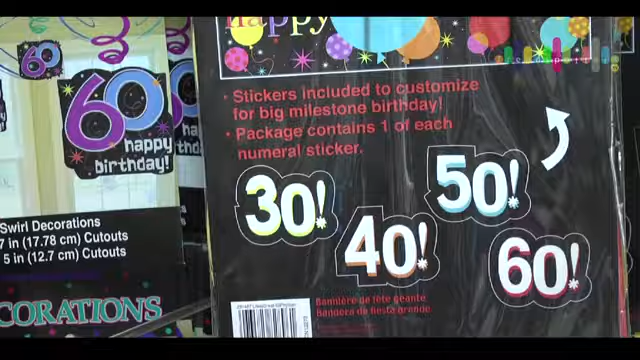 60
60
happy
birthday!
Swirl Decorations
7 in (17.78 cm) Cutouts
5 in (12.7 cm) Cutouts
CORATIONS
happy
• Stickers included to customize
for big milestone birthday!
• Package contains 1 of each
numeral sticker.
30!
40!
50!
60!
Bannière de fête géante
Bandera de fiesta grande